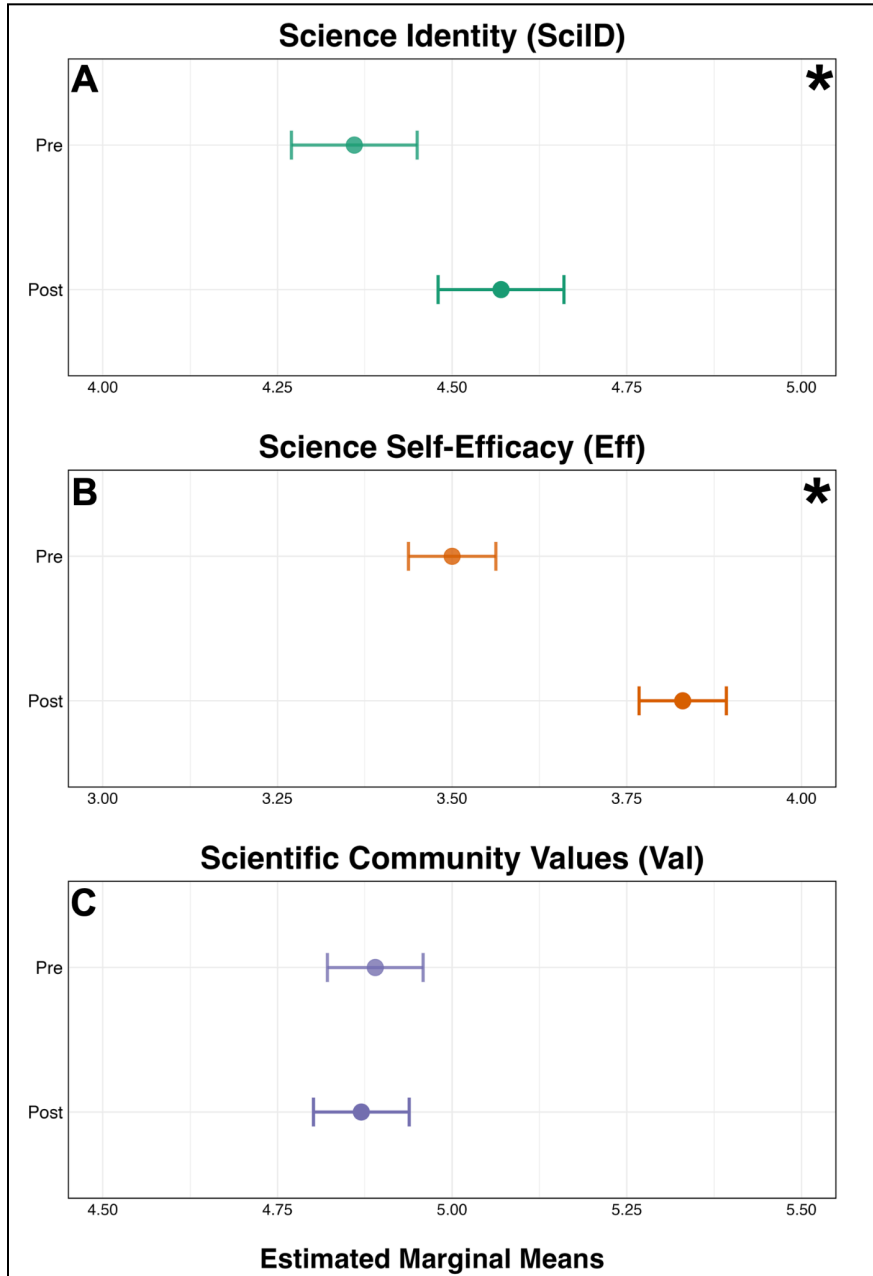 Science Identity (SciID)
A
*
Pre
Post
4.00 4.25 4.50 4.75 5.00
Science Self-Efficacy (Eff)
B
*
Pre
Post
3.00 3.25 3.50 3.75 4.00
Scientific Community Values (Val)
C
Pre
Post
4.50 4.75 5.00 5.25 5.50
Estimated Marginal Means